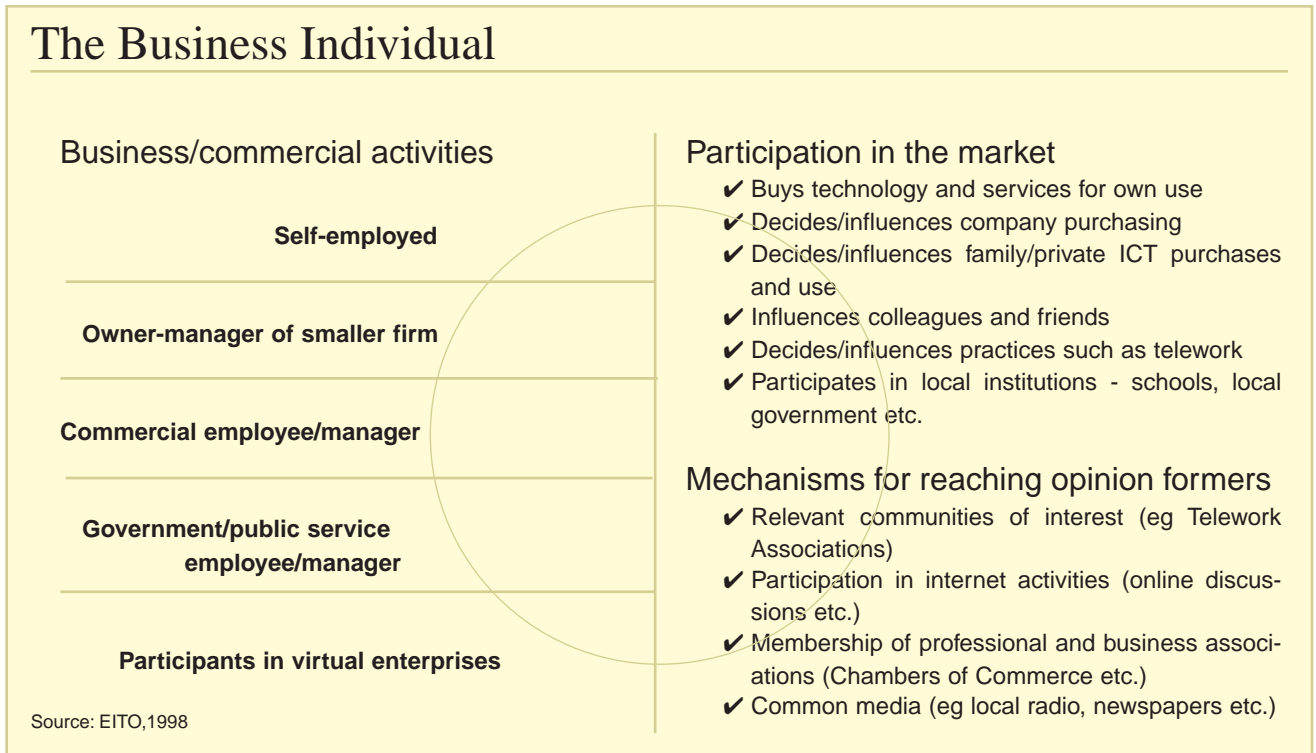 The Business Individual
Business/commercial activities
Self-employed
Owner-manager of smaller firm
Commercial employee/manager
Government/public service
employee/manager
Participants in virtual enterprises
Source: EITO,1998
Participation in the market
✔ Buys technology and services for own use
✔ Decides/influences company purchasing
✔ Decides/influences family/private ICT purchases
and use
✔ Influences colleagues and friends
✔ Decides/influences practices such as telework
✔ Participates in local institutions - schools, local
government etc.
Mechanisms for reaching opinion formers
✔ Relevant communities of interest (eg Telework
Associations)
✔ Participation in internet activities (online discus-
sions etc.)
✔ Membership of professional and business associ-
ations (Chambers of Commerce etc.)
✔ Common media (eg local radio, newspapers etc.)